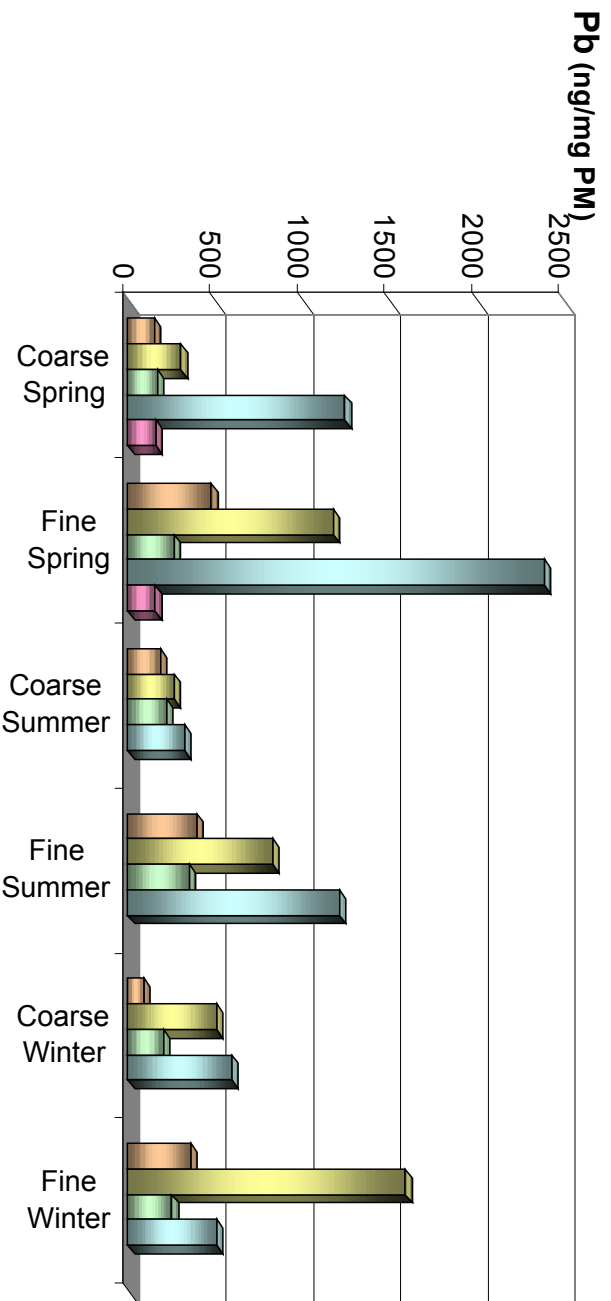 Pb (ng/mg PM)
2500
2000
1500
1000
500
0
Coarse
Spring
Fine
Spring
Coarse
Summer
Fine
Summer
Coarse
Winter
Fine
Winter